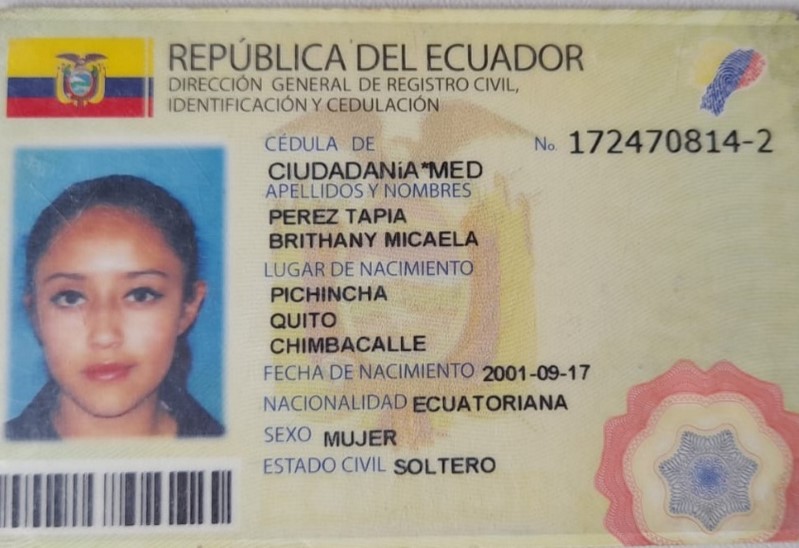 REPÚBLICA DEL ECUADOR
DIRECCIÓN GENERAL DE REGISTRO CIVIL,
IDENTIFICACIÓN Y CEDULACIÓN
CÉDULA DE No. 172470814-2
CIUDADANíA*MED
APELLIDOS Y NOMBRES
PEREZ TAPIA
BRITHANY MICAELA
LUGAR DE NACIMIENTO
PICHINCHA
QUITO
CHIMBACALLE
FECHA DE NACIMIENTO 2001-09-17
NACIONALIDAD ECUATORIANA
SEXO MUJER
ESTADO CIVIL SOLTERO